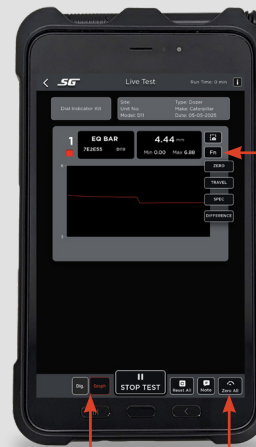 SG Live Test Run Time: 0 min i
Dial Indicator Kit
Site:
Unit No:
Model: D11
Type: Dozer
Make: Caterpillar
Date: 05-05-2025
1
EQ BAR
7E2E55
4.44 mm
Min 0.00 Max 6.88
Fn
ZERO
TRAVEL
SPEC
DIFFERENCE
Dig.
Graph
STOP TEST
Reset All
Note
Zero All